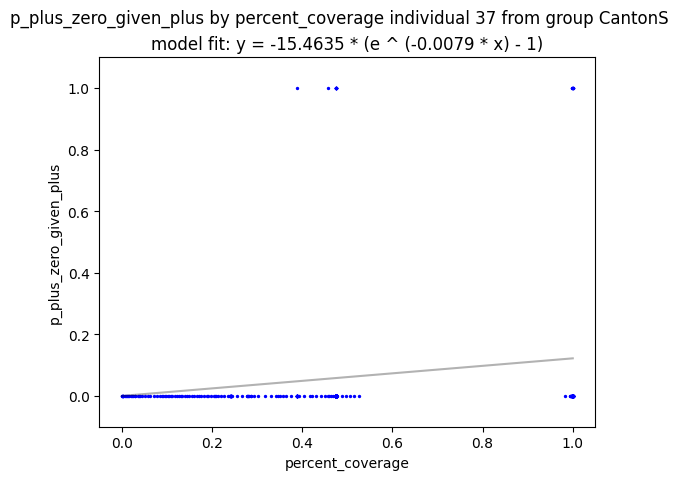 p_plus_zero_given_plus by percent_coverage individual 37 from group CantonS
model fit: y = -15.4635 * (e ^ (-0.0079 * x) - 1)
1.0
0.8
0.6
0.4
0.2
0.0
p_plus_zero_given_plus
0.0 0.2 0.4 0.6 0.8 1.0
percent_coverage